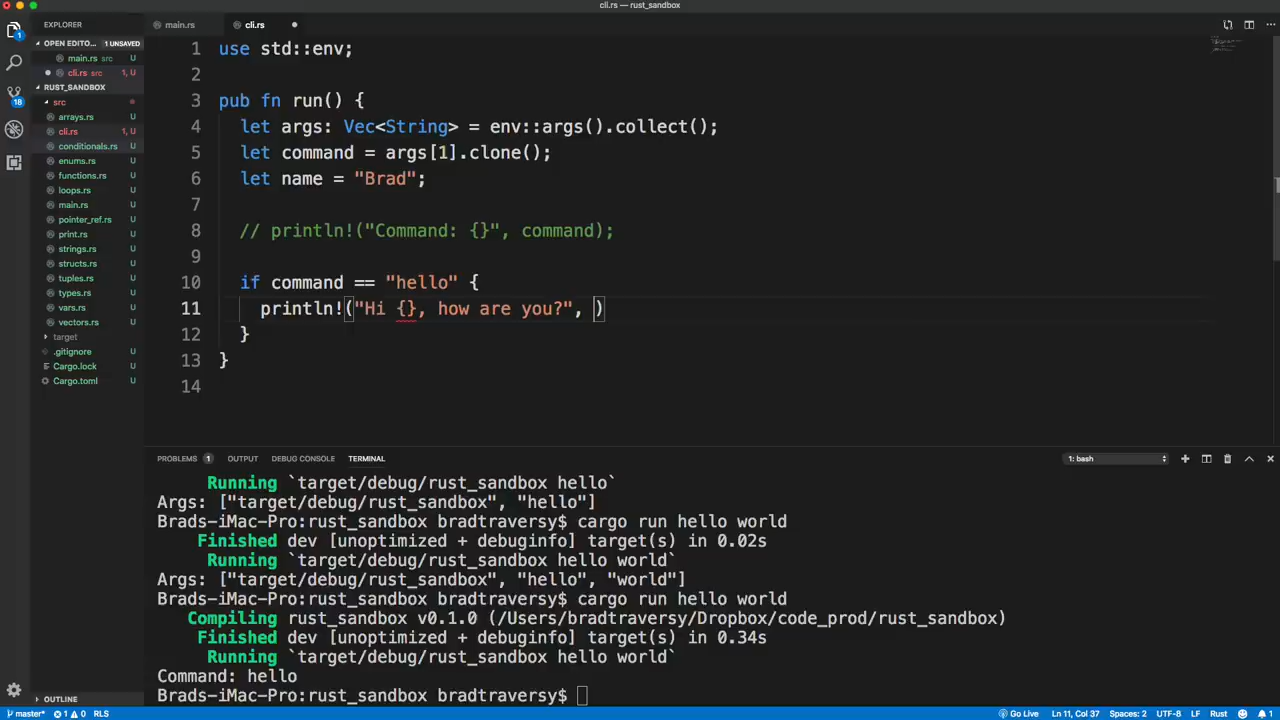 cli.rs — rust_sandbox
EXPLORER
main.rs
cli.rs
OPEN EDITO... 1 UNSAVED
main.rs src U
cli.rs src 1, U
RUST_SANDBOX
src
arrays.rs U
cli.rs 1, U
conditionals.rs U
enums.rs U
functions.rs U
loops.rs U
main.rs U
pointer_ref.rs U
print.rs U
strings.rs U
structs.rs U
tuples.rs U
types.rs U
vars.rs U
vectors.rs U
target
.gitignore U
Cargo.lock U
Cargo.toml U
OUTLINE
1
18
1 use std::env;
2
3 pub fn run() {
4 let args: Vec<String> = env::args().collect();
5 let command = args[1].clone();
6 let name = "Brad";
7
8 // println!("Command: {}", command);
9
10 if command == "hello" {
11 println!("Hi {}, how are you?", )
12 }
13 }
14
PROBLEMS 1 OUTPUT DEBUG CONSOLE TERMINAL 1: bash
Running `target/debug/rust_sandbox hello`
Args: ["target/debug/rust_sandbox", "hello"]
Brads-iMac-Pro:rust_sandbox bradtraversy$ cargo run hello world
Finished dev [unoptimized + debuginfo] target(s) in 0.02s
Running `target/debug/rust_sandbox hello world`
Args: ["target/debug/rust_sandbox", "hello", "world"]
Brads-iMac-Pro:rust_sandbox bradtraversy$ cargo run hello world
Compiling rust_sandbox v0.1.0 (/Users/bradtraversy/Dropbox/code_prod/rust_sandbox)
Finished dev [unoptimized + debuginfo] target(s) in 0.34s
Running `target/debug/rust_sandbox hello world`
Command: hello
Brads-iMac-Pro:rust_sandbox bradtraversy$
master* 1 0 RLS Go Live Ln 11, Col 37 Spaces: 2 UTF-8 LF Rust 1